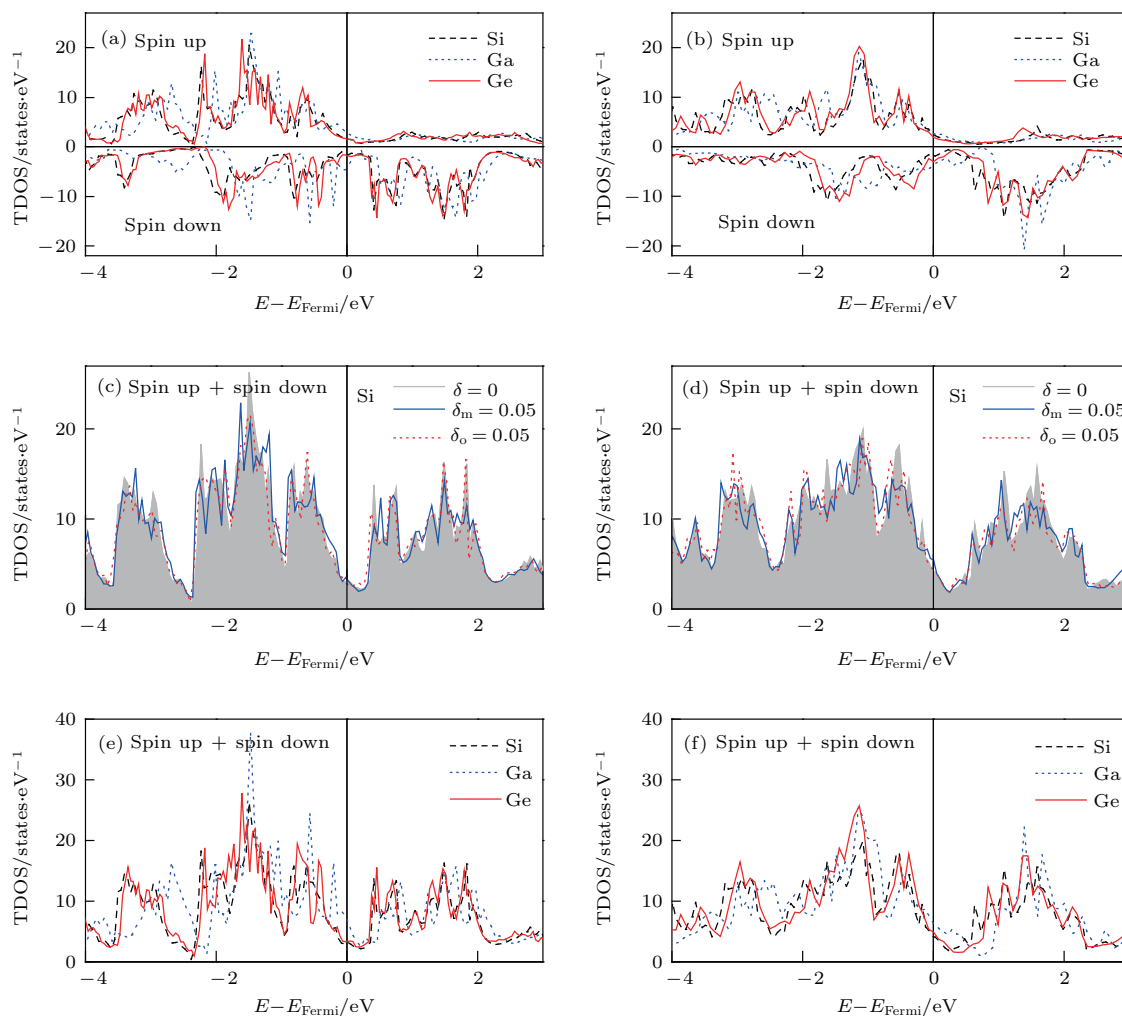 (a) Spin up
Si
Ga
Ge
Spin down
20
10
0
−10
−20
TDOS/states·eV−1
−4
−2
0
2
E−EFermi/eV
(b) Spin up
Si
Ga
Ge
Spin down
20
10
0
−10
−20
TDOS/states·eV−1
−4
−2
0
2
E−EFermi/eV
(c) Spin up + spin down
Si
δ = 0
δm = 0.05
δo = 0.05
20
10
0
TDOS/states·eV−1
−4
−2
0
2
E−EFermi/eV
(d) Spin up + spin down
Si
δ = 0
δm = 0.05
δo = 0.05
20
10
0
TDOS/states·eV−1
−4
−2
0
2
E−EFermi/eV
(e) Spin up + spin down
Si
Ga
Ge
40
30
20
10
0
TDOS/states·eV−1
−4
−2
0
2
E−EFermi/eV
(f) Spin up + spin down
Si
Ga
Ge
40
30
20
10
0
TDOS/states·eV−1
−4
−2
0
2
E−EFermi/eV